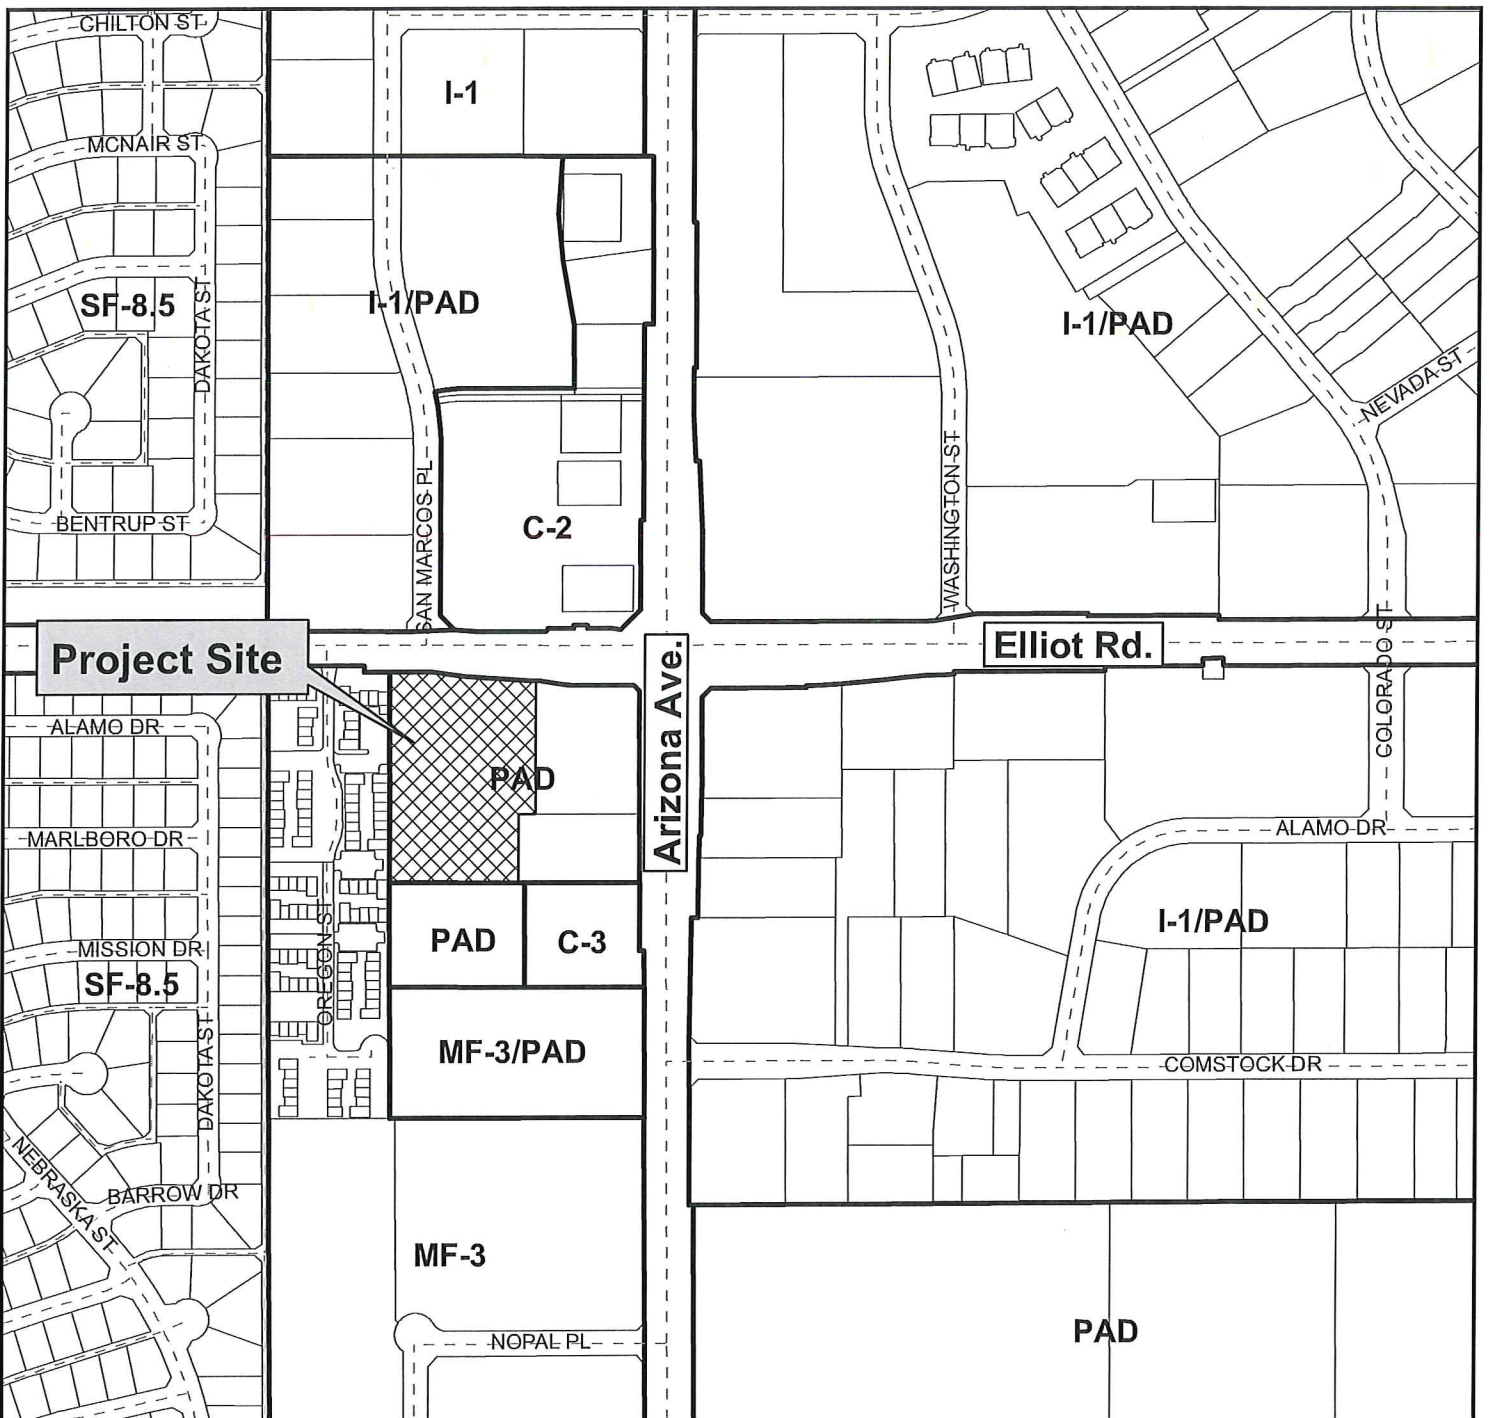 CHILTON ST
I-1
MCNAIR ST
SF-8.5
DAKOTA ST
I-1/PAD
I-1/PAD
NEVADA ST
BENTRUP ST
SAN MARCOS PL
C-2
WASHINGTON ST
COLORADO ST
Project Site
Elliot Rd.
Arizona Ave.
ALAMO DR
PAD
MARLBORO DR
ALAMO DR
OREGON ST
PAD
C-3
I-1/PAD
MISSION DR
SF-8.5
DAKOTA ST
MF-3/PAD
COMSTOCK DR
NEBRASKA ST
BARROW DR
MF-3
NOPAL PL
PAD